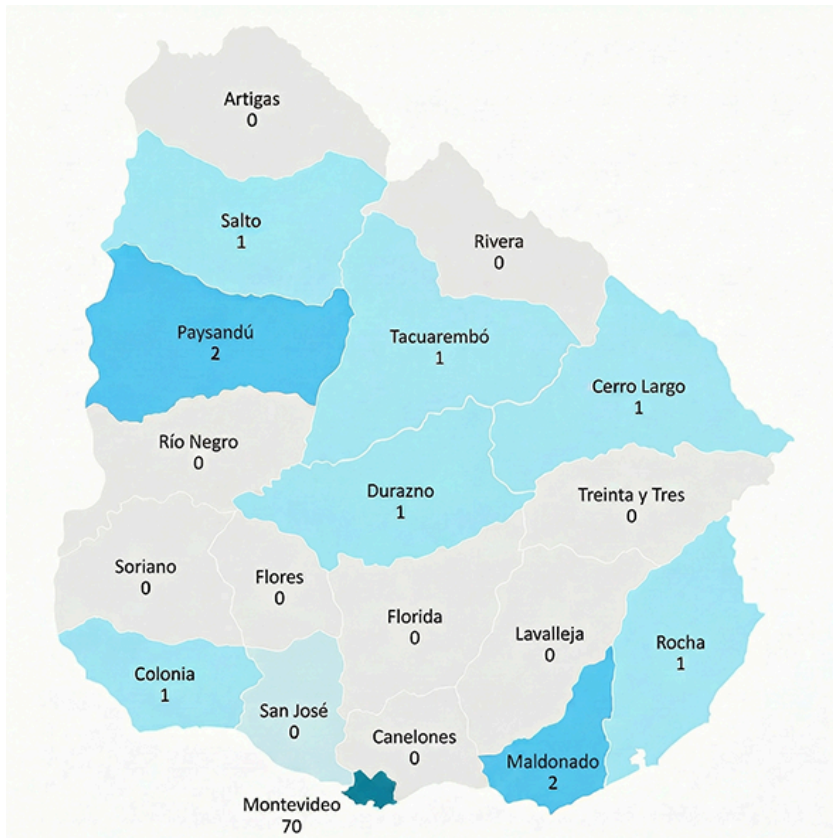 Artigas
0
Salto
1
Rivera
0
Paysandú
2
Tacuarembó
1
Cerro Largo
1
Río Negro
0
Durazno
1
Treinta y Tres
0
Soriano
0
Flores
0
Florida
0
Lavalleja
0
Rocha
1
Colonia
1
San José
0
Canelones
0
Maldonado
2
Montevideo
70